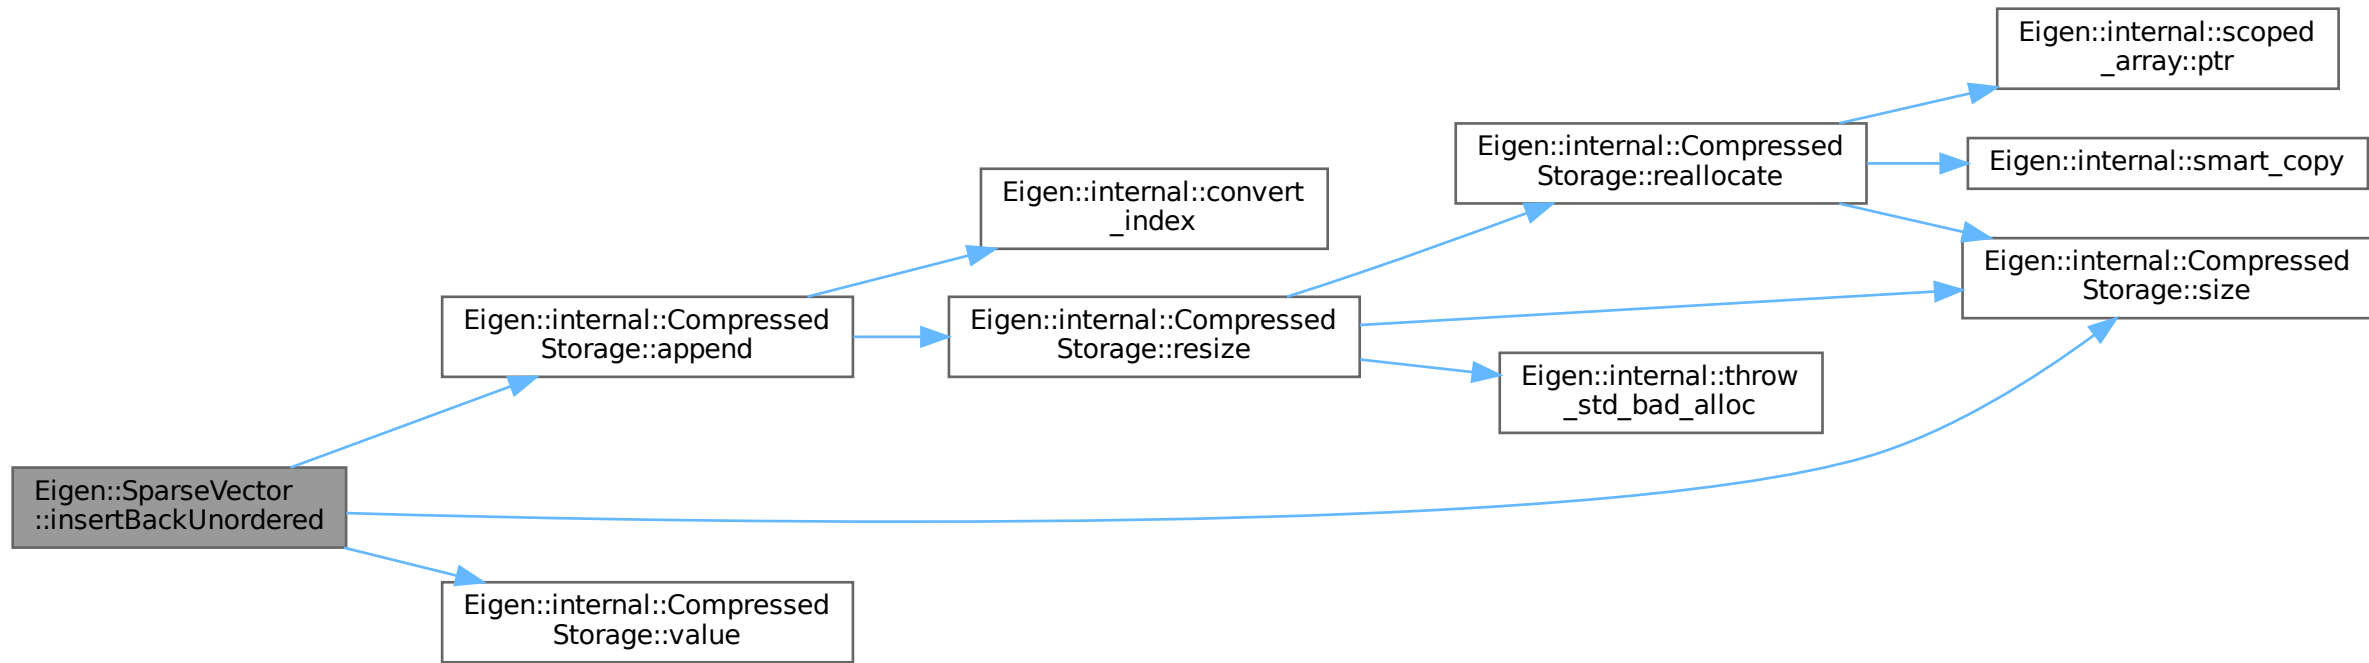 Eigen::SparseVector
::insertBackUnordered
Eigen::internal::Compressed
Storage::append
Eigen::internal::convert
_index
Eigen::internal::Compressed
Storage::resize
Eigen::internal::Compressed
Storage::reallocate
Eigen::internal::scoped
_array::ptr
Eigen::internal::smart_copy
Eigen::internal::Compressed
Storage::size
Eigen::internal::throw
_std_bad_alloc
Eigen::internal::Compressed
Storage::value